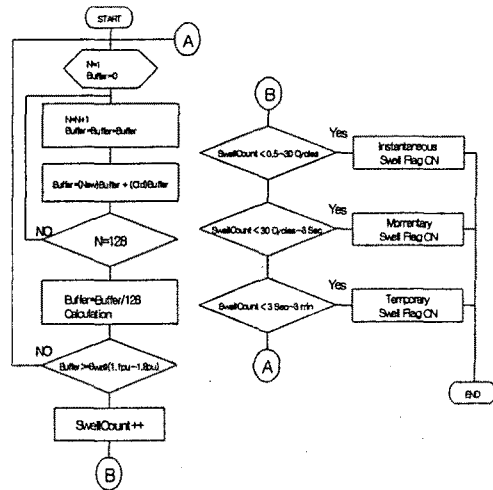 START
A
N=1
Buffer=0
N=N+1
Buffer=Buffer+Buffer
Buffer=(New)Buffer + (Old)Buffer
NO
N=128
Buffer=Buffer/128
Calculation
NO
Buffer>=Swell(1.1pu~1.8pu)
SwellCount ++
B
B
SwellCount < 0.5~30 Cycles
Yes
Instantaneous
Swell Flag ON
SwellCount < 30 Cycles~3 Sec
Yes
Momentary
Swell Flag ON
SwellCount < 3 Sec~3 min
Yes
Temporary
Swell Flag ON
A
END